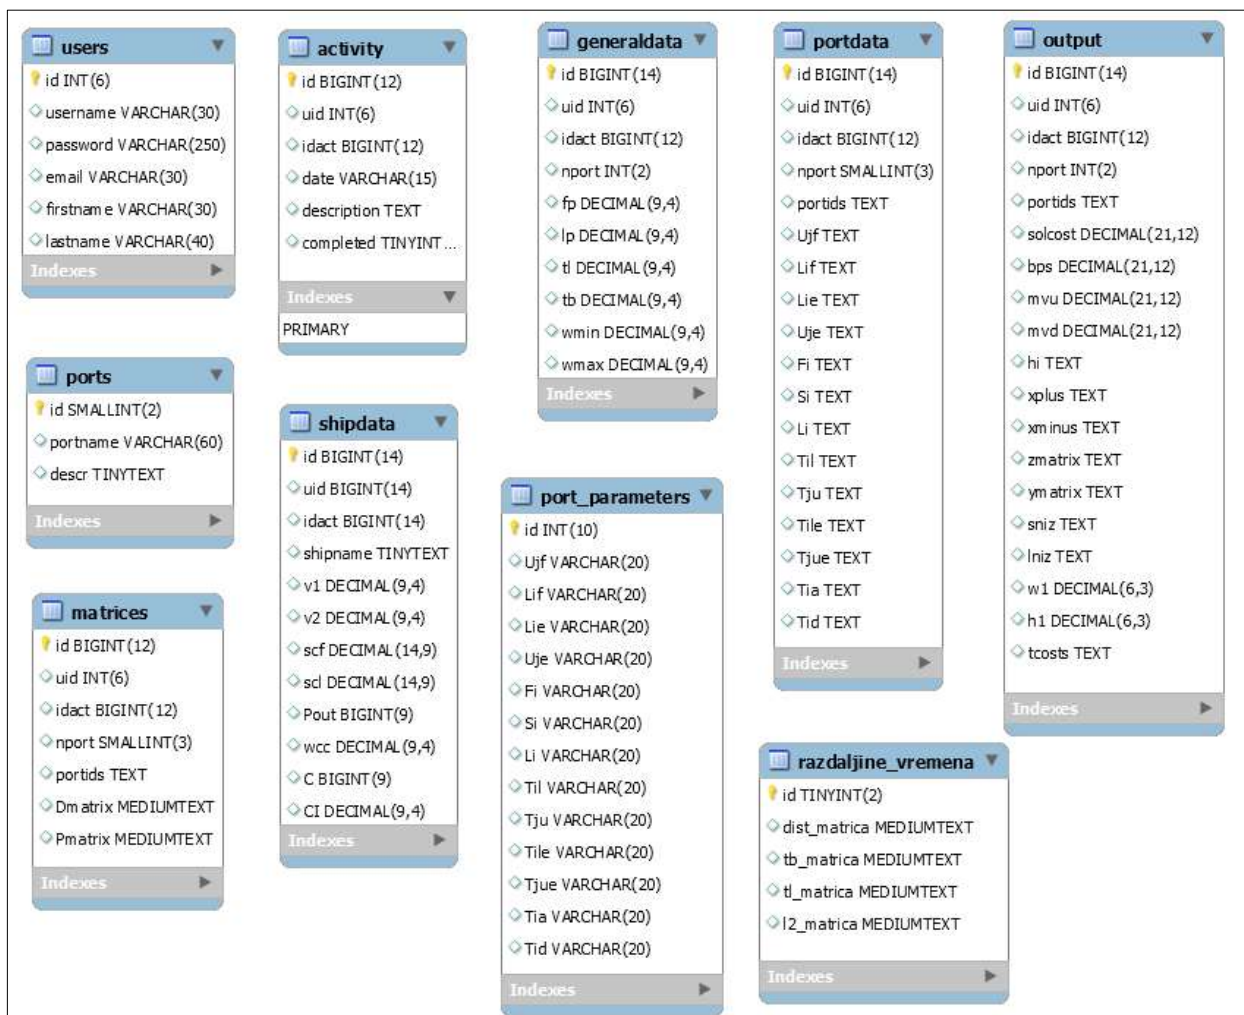 users
id INT(6)
username VARCHAR(30)
password VARCHAR(250)
email VARCHAR(30)
firstname VARCHAR(30)
lastname VARCHAR(40)
Indexes
activity
id BIGINT(12)
uid INT(6)
idact BIGINT(12)
date VARCHAR(15)
description TEXT
completed TINYINT...
Indexes
PRIMARY
generaldata
id BIGINT(14)
uid INT(6)
idact BIGINT(12)
nport INT(2)
fp DECIMAL(9,4)
lp DECIMAL(9,4)
tl DECIMAL(9,4)
tb DECIMAL(9,4)
wmin DECIMAL(9,4)
wmax DECIMAL(9,4)
Indexes
portdata
id BIGINT(14)
uid INT(6)
idact BIGINT(12)
nport SMALLINT(3)
portids TEXT
Ujf TEXT
Lif TEXT
Lie TEXT
Uje TEXT
Fi TEXT
Si TEXT
Li TEXT
Til TEXT
Tju TEXT
Tile TEXT
Tjue TEXT
Tia TEXT
Tid TEXT
Indexes
output
id BIGINT(14)
uid INT(6)
idact BIGINT(12)
nport INT(2)
portids TEXT
solcost DECIMAL(21,12)
bps DECIMAL(21,12)
mvu DECIMAL(21,12)
mvd DECIMAL(21,12)
hi TEXT
xplus TEXT
xminus TEXT
zmatrix TEXT
ymatrix TEXT
sniz TEXT
lniz TEXT
w1 DECIMAL(6,3)
h1 DECIMAL(6,3)
tcosts TEXT
Indexes
ports
id SMALLINT(2)
portname VARCHAR(60)
descr TINYTEXT
Indexes
shipdata
id BIGINT(14)
uid BIGINT(14)
idact BIGINT(14)
shipname TINYTEXT
v1 DECIMAL(9,4)
v2 DECIMAL(9,4)
scf DECIMAL(14,9)
scl DECIMAL(14,9)
Pout BIGINT(9)
wcc DECIMAL(9,4)
C BIGINT(9)
CI DECIMAL(9,4)
Indexes
port_parameters
id INT(10)
Ujf VARCHAR(20)
Lif VARCHAR(20)
Lie VARCHAR(20)
Uje VARCHAR(20)
Fi VARCHAR(20)
Si VARCHAR(20)
Li VARCHAR(20)
Til VARCHAR(20)
Tju VARCHAR(20)
Tile VARCHAR(20)
Tjue VARCHAR(20)
Tia VARCHAR(20)
Tid VARCHAR(20)
Indexes
matrices
id BIGINT(12)
uid INT(6)
idact BIGINT(12)
nport SMALLINT(3)
portids TEXT
Dmatrix MEDIUMTEXT
Pmatrix MEDIUMTEXT
Indexes
razdaljine_vremena
id TINYINT(2)
dist_matrica MEDIUMTEXT
tb_matrica MEDIUMTEXT
tl_matrica MEDIUMTEXT
l2_matrica MEDIUMTEXT
Indexes